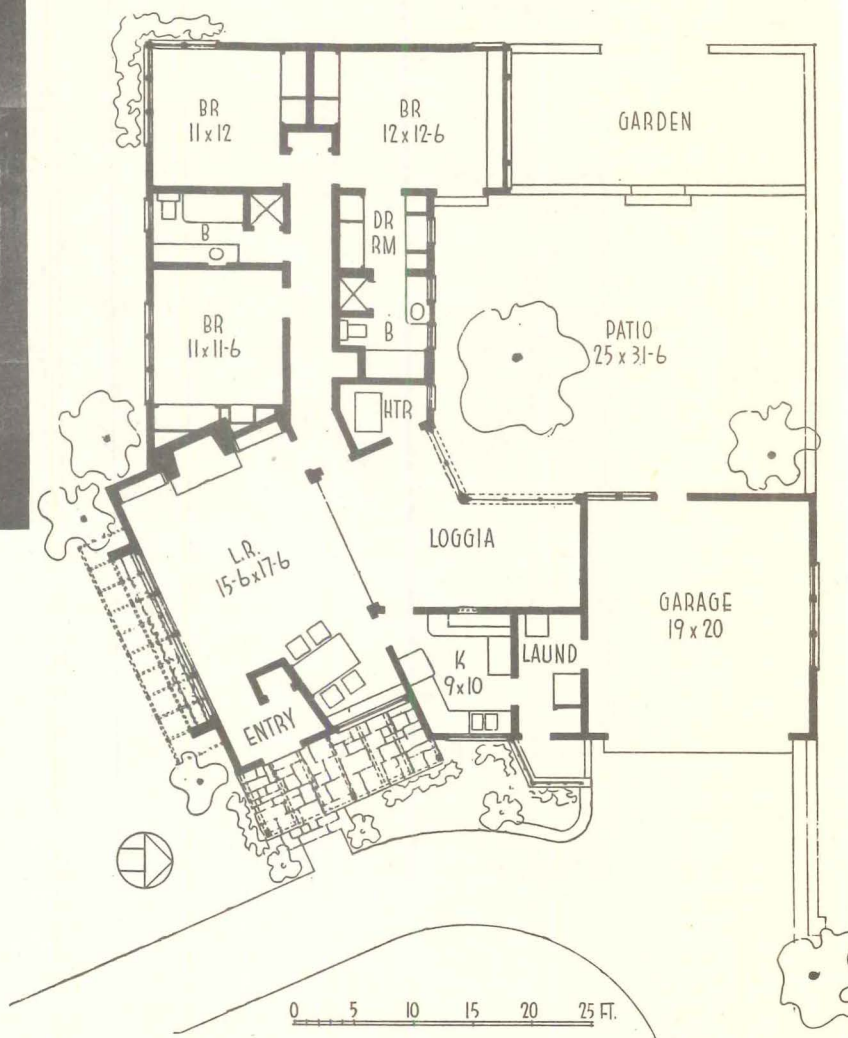 BR
11 x 12
BR
12 x 12-6
GARDEN
B
DR
RM
BR
11 x 11-6
B
PATIO
25 x 31-6
HTR
L.R.
15-6 x 17-6
LOGGIA
K
9 x 10
LAUND
GARAGE
19 x 20
ENTRY
0 5 10 15 20 25 FT.